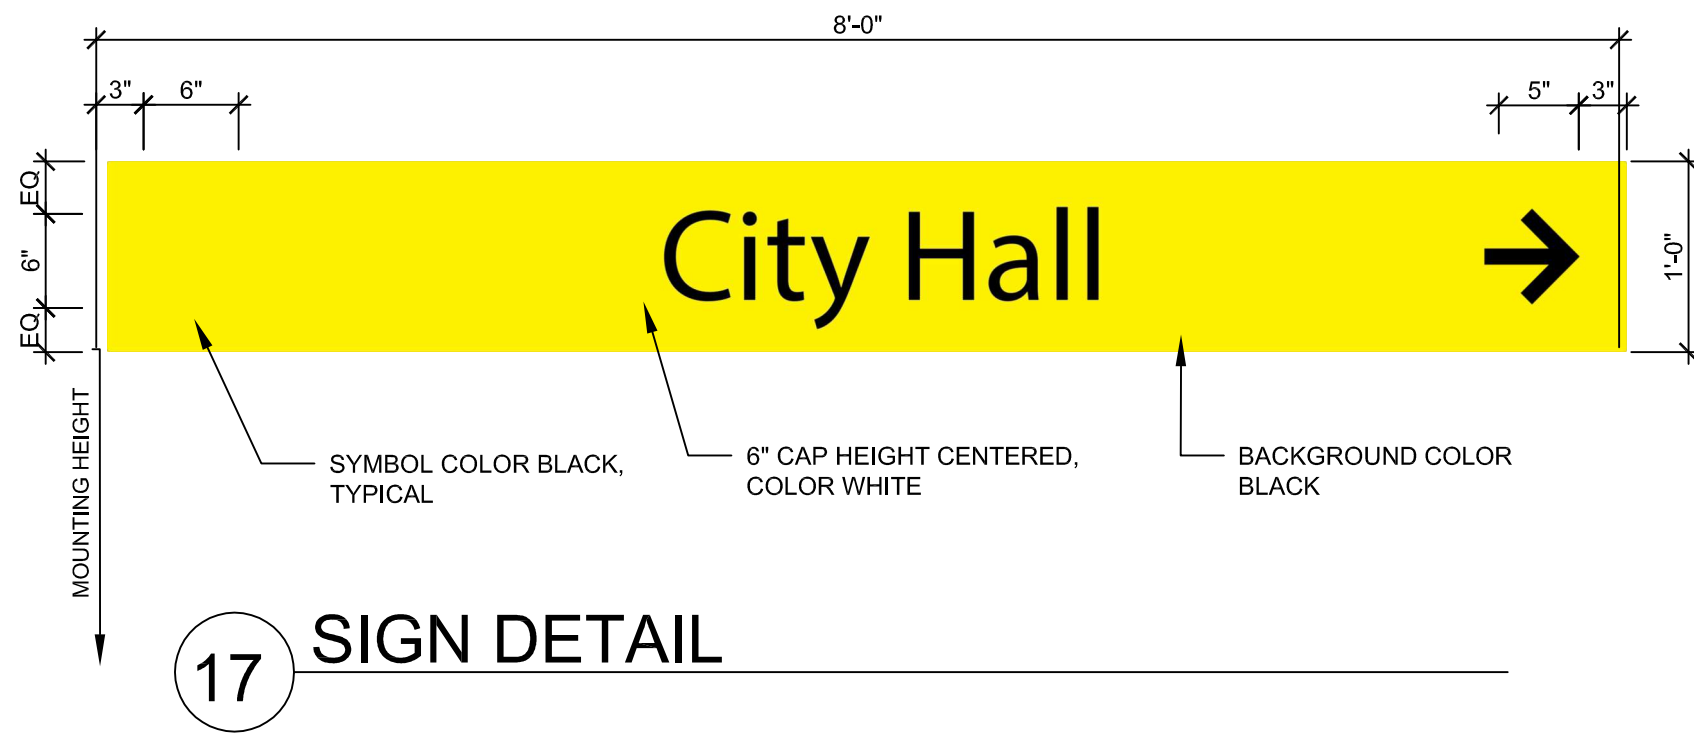 8'-0"
3" 6" 5" 3"
EQ
6"
EQ
City Hall
1'-0"
MOUNTING HEIGHT
SYMBOL COLOR BLACK,
TYPICAL
6" CAP HEIGHT CENTERED,
COLOR WHITE
BACKGROUND COLOR
BLACK
17 SIGN DETAIL